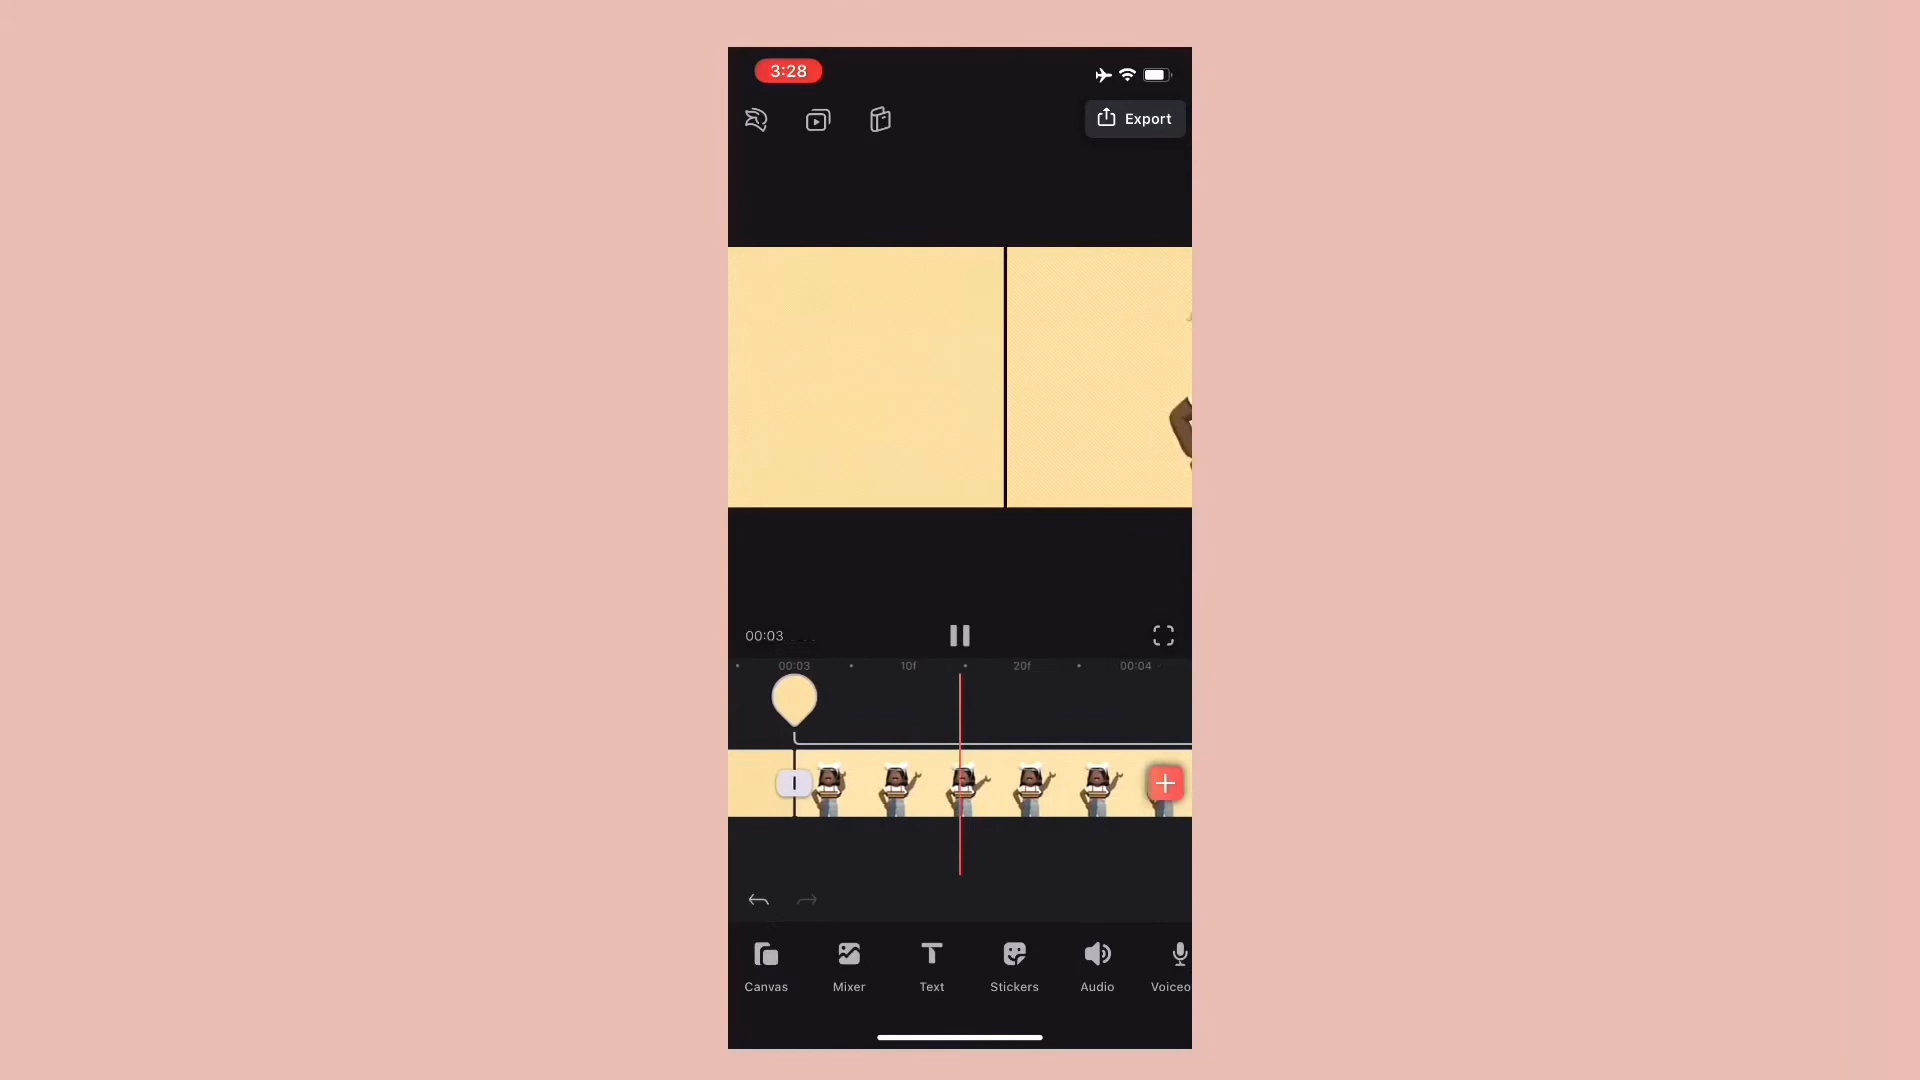 3:28
Export
00:03
00:03 10f 20f 00:04
Canvas Mixer Text Stickers Audio Voiceo